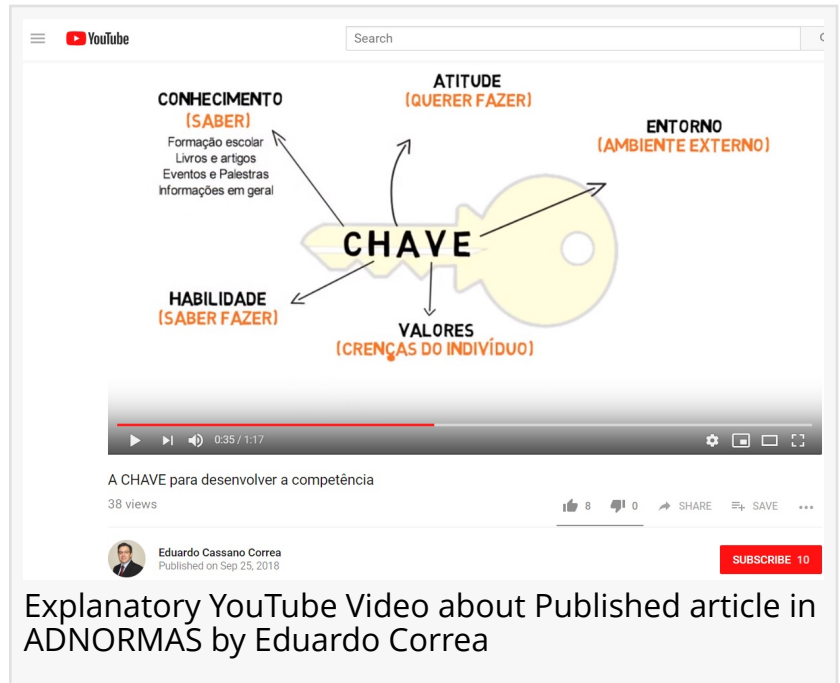 YouTube
Search
CONHECIMENTO
(SABER)
Formação escolar
Livros e artigos
Eventos e Palestras
Informações em geral
ATITUDE
(QUERER FAZER)
ENTORNO
(AMBIENTE EXTERNO)
CHAVE
HABILIDADE
(SABER FAZER)
VALORES
(CRENÇAS DO INDIVÍDUO)
0:35 / 1:17
A CHAVE para desenvolver a competência
38 views
8 0 SHARE SAVE
Eduardo Cassano Correa
Published on Sep 25, 2018
SUBSCRIBE 10
Explanatory YouTube Video about Published article in
ADNORMAS by Eduardo Correa